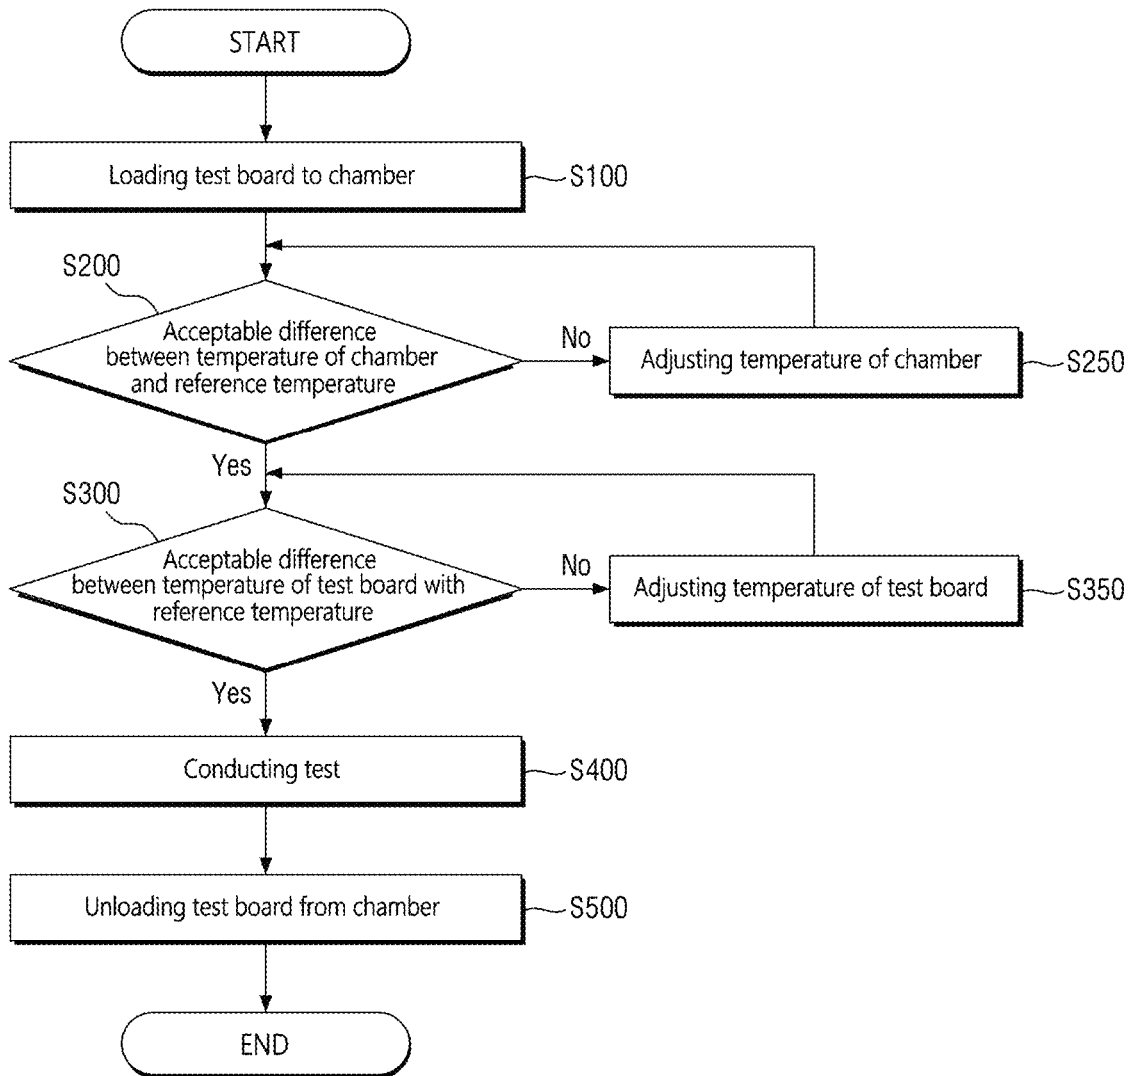 START
Loading test board to chamber
S100
S200
Acceptable difference
between temperature of chamber
and reference temperature
No
Adjusting temperature of chamber
S250
Yes
S300
Acceptable difference
between temperature of test board with
reference temperature
No
Adjusting temperature of test board
S350
Yes
Conducting test
S400
Unloading test board from chamber
S500
END